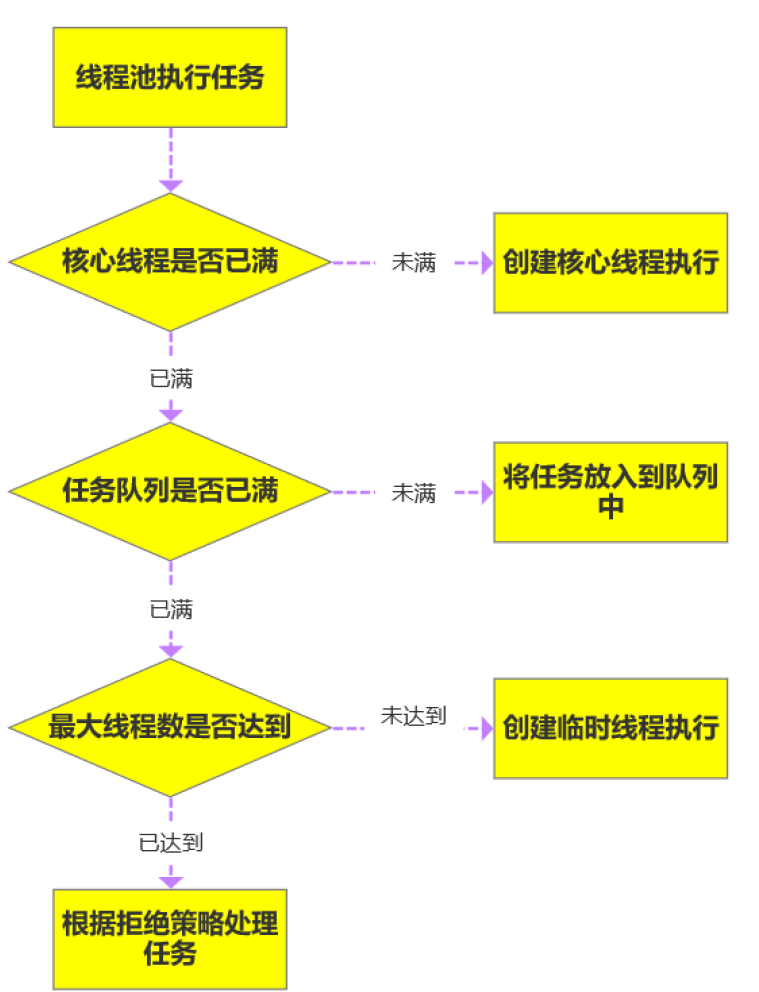 线程池执行任务
核心线程是否已满
未满
创建核心线程执行
已满
任务队列是否已满
未满
将任务放入到队列
中
已满
最大线程数是否达到
未达到
创建临时线程执行
已达到
根据拒绝策略处理
任务